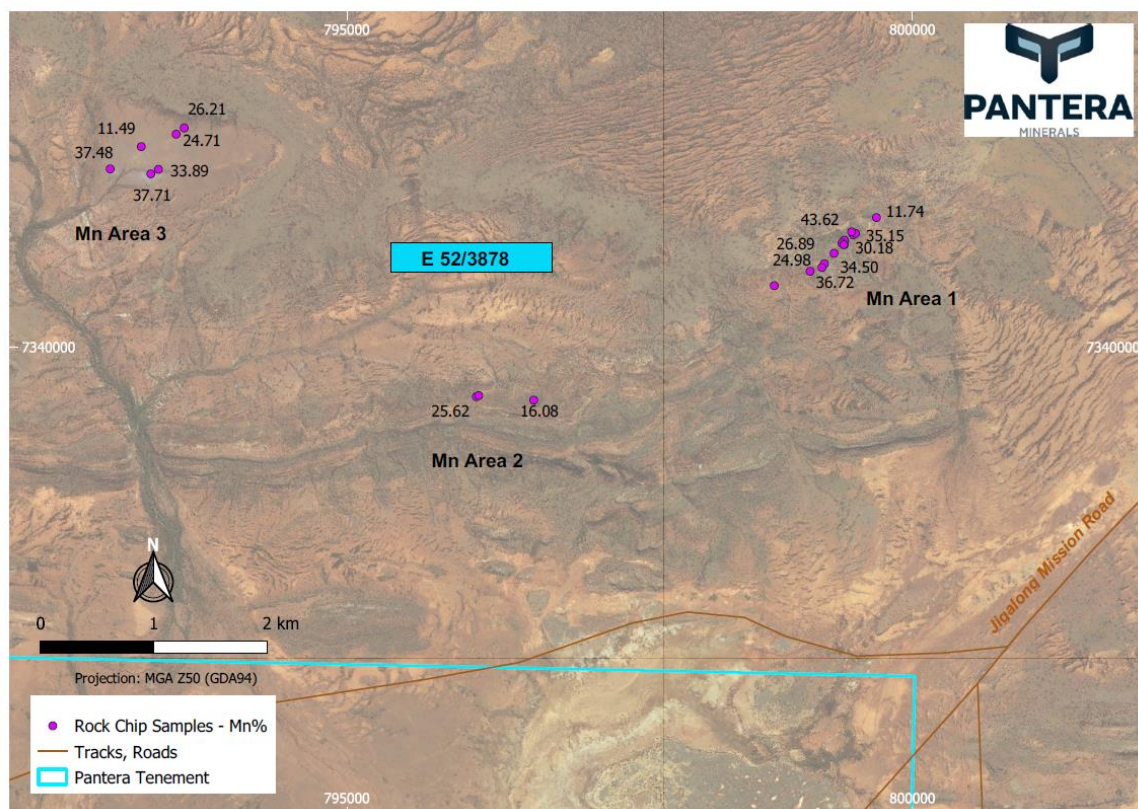 795000
800000
PANTERA
MINERALS
26.21
11.49
24.71
37.48
33.89
37.71
Mn Area 3
11.74
43.62
35.15
26.89
30.18
24.98
34.50
36.72
Mn Area 1
E 52/3878
7340000
7340000
25.62
16.08
Mn Area 2
Jigalong Mission Road
N
0
1
2 km
Projection: MGA Z50 (GDA94)
Rock Chip Samples - Mn%
Tracks, Roads
Pantera Tenement
795000
800000